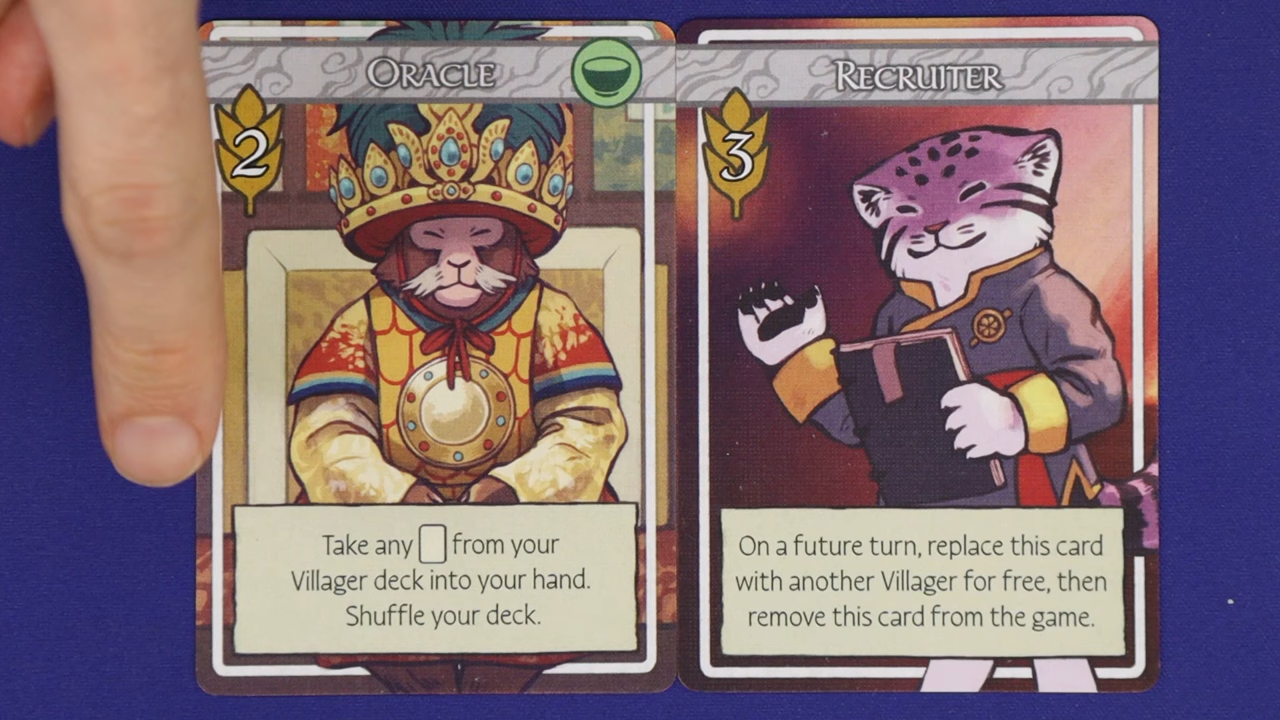 ORACLE
2
Take any from your
Villager deck into your hand.
Shuffle your deck.
RECRUITER
3
On a future turn, replace this card
with another Villager for free, then
remove this card from the game.